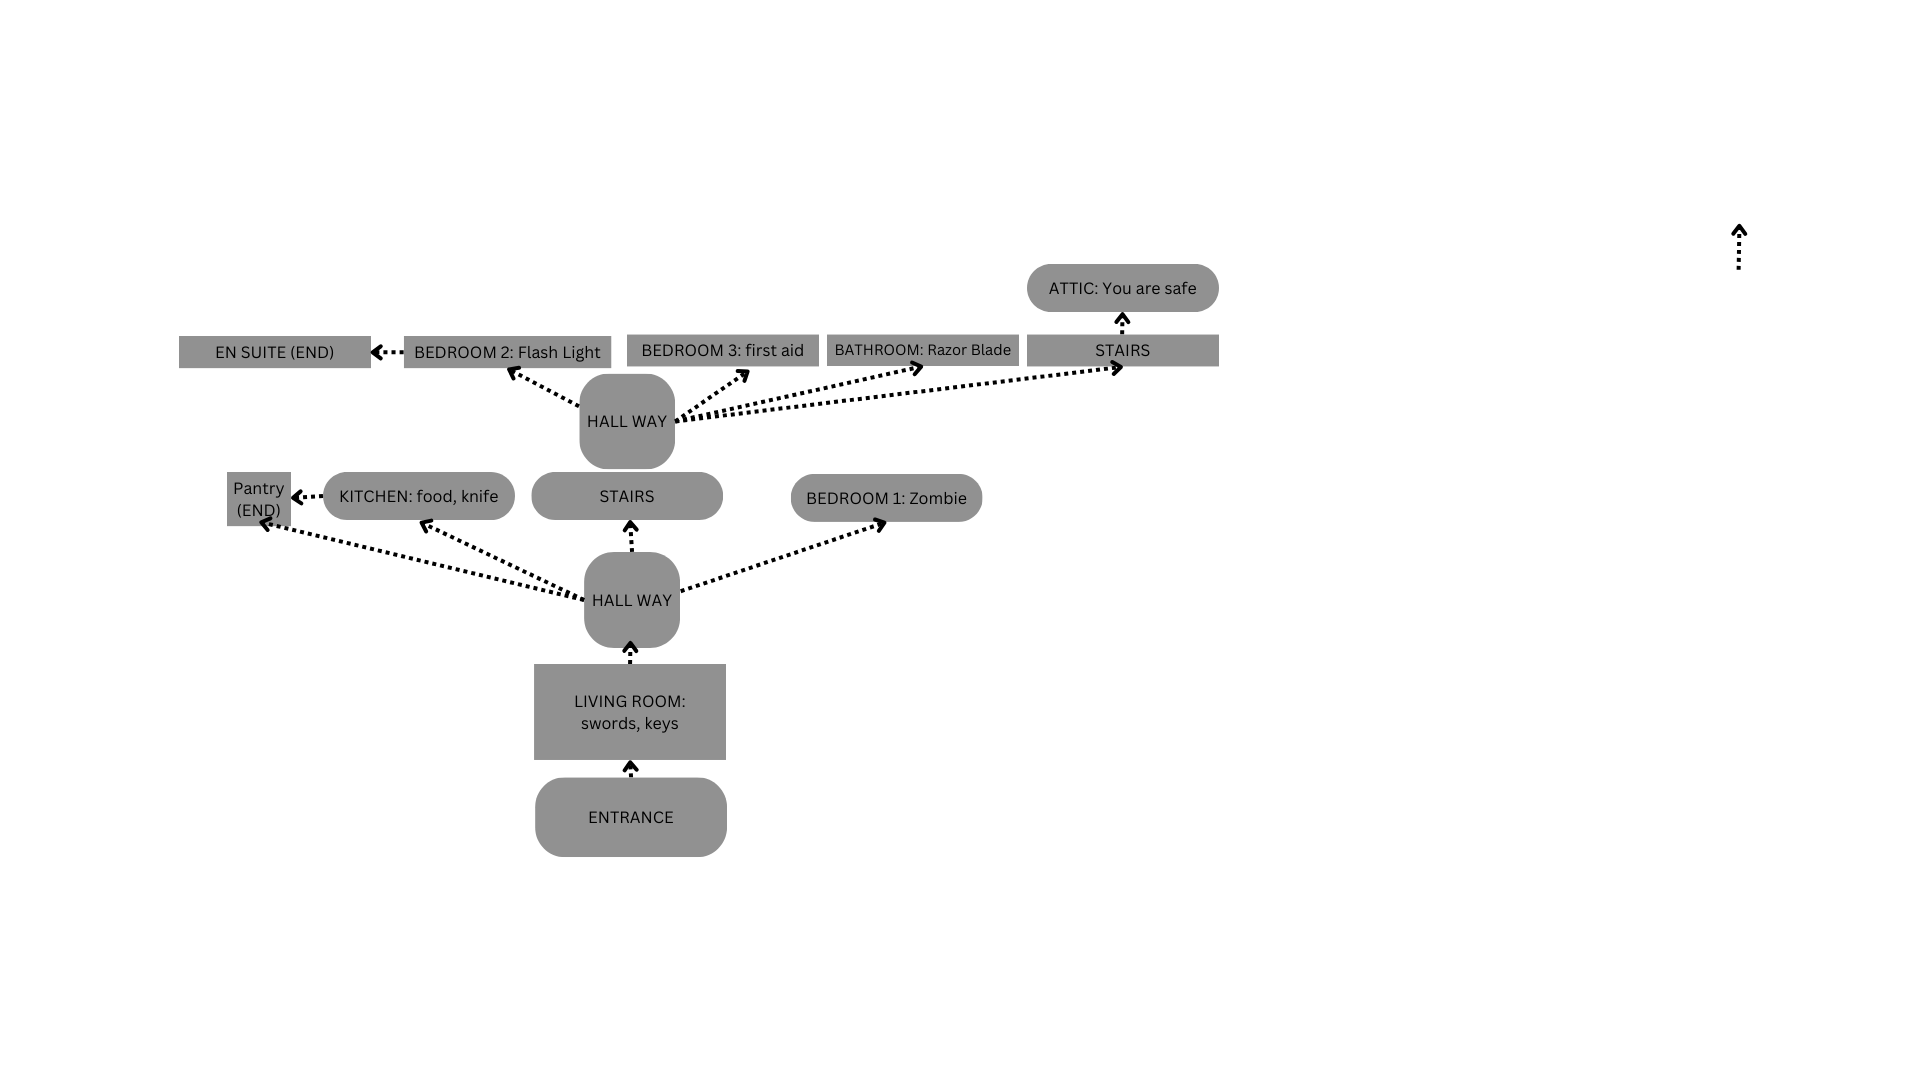 ATTIC: You are safe
EN SUITE (END)
BEDROOM 2: Flash Light
BEDROOM 3: first aid
BATHROOM: Razor Blade
STAIRS
HALL WAY
Pantry
(END)
KITCHEN: food, knife
STAIRS
BEDROOM 1: Zombie
HALL WAY
LIVING ROOM:
swords, keys
ENTRANCE